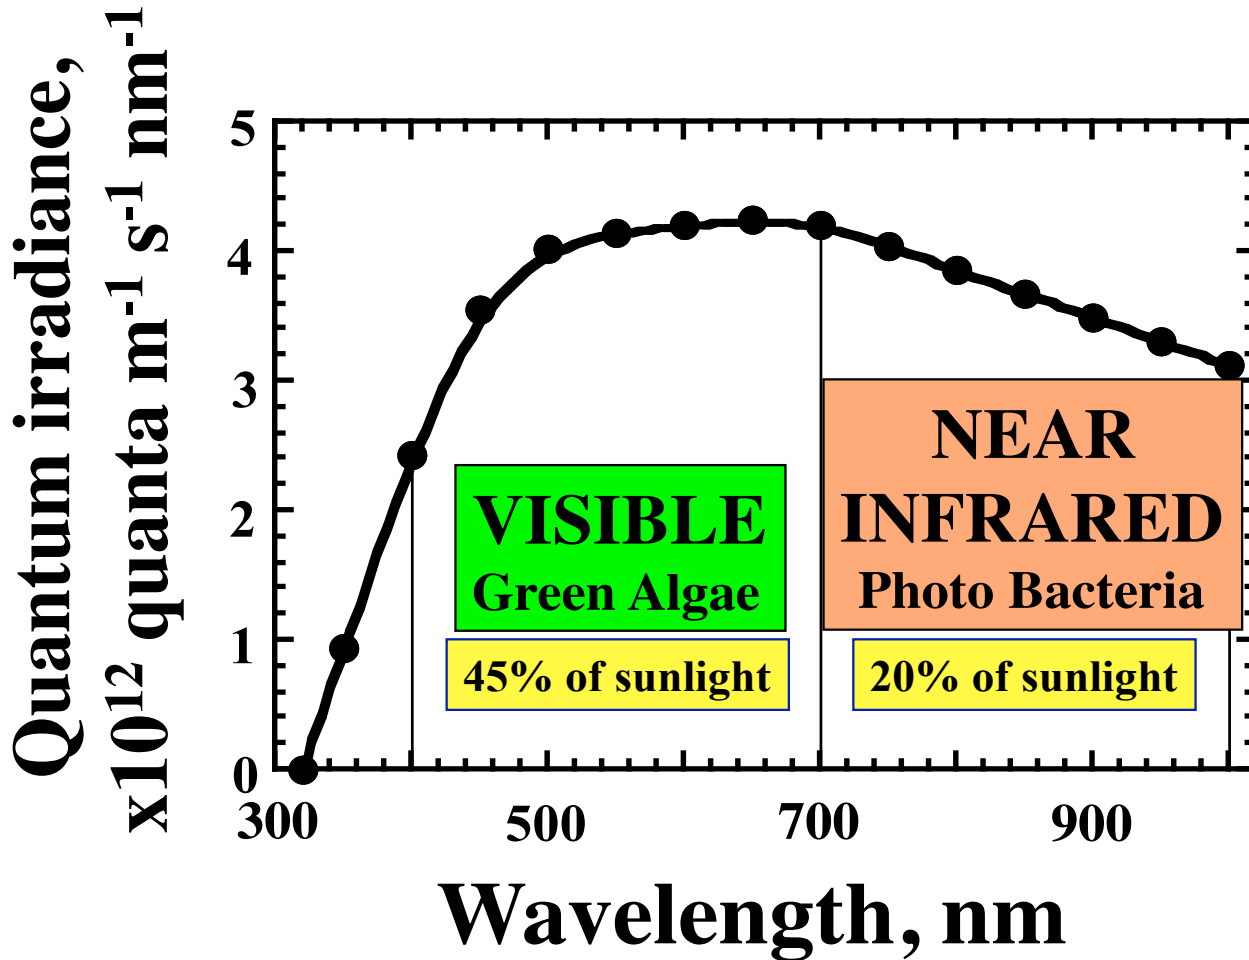 Quantum irradiance,
x10¹² quanta m⁻¹ s⁻¹ nm⁻¹
5
4
3
2
1
0
NEAR
INFRARED
Photo Bacteria
VISIBLE
Green Algae
45% of sunlight
20% of sunlight
300 500 700 900
Wavelength, nm